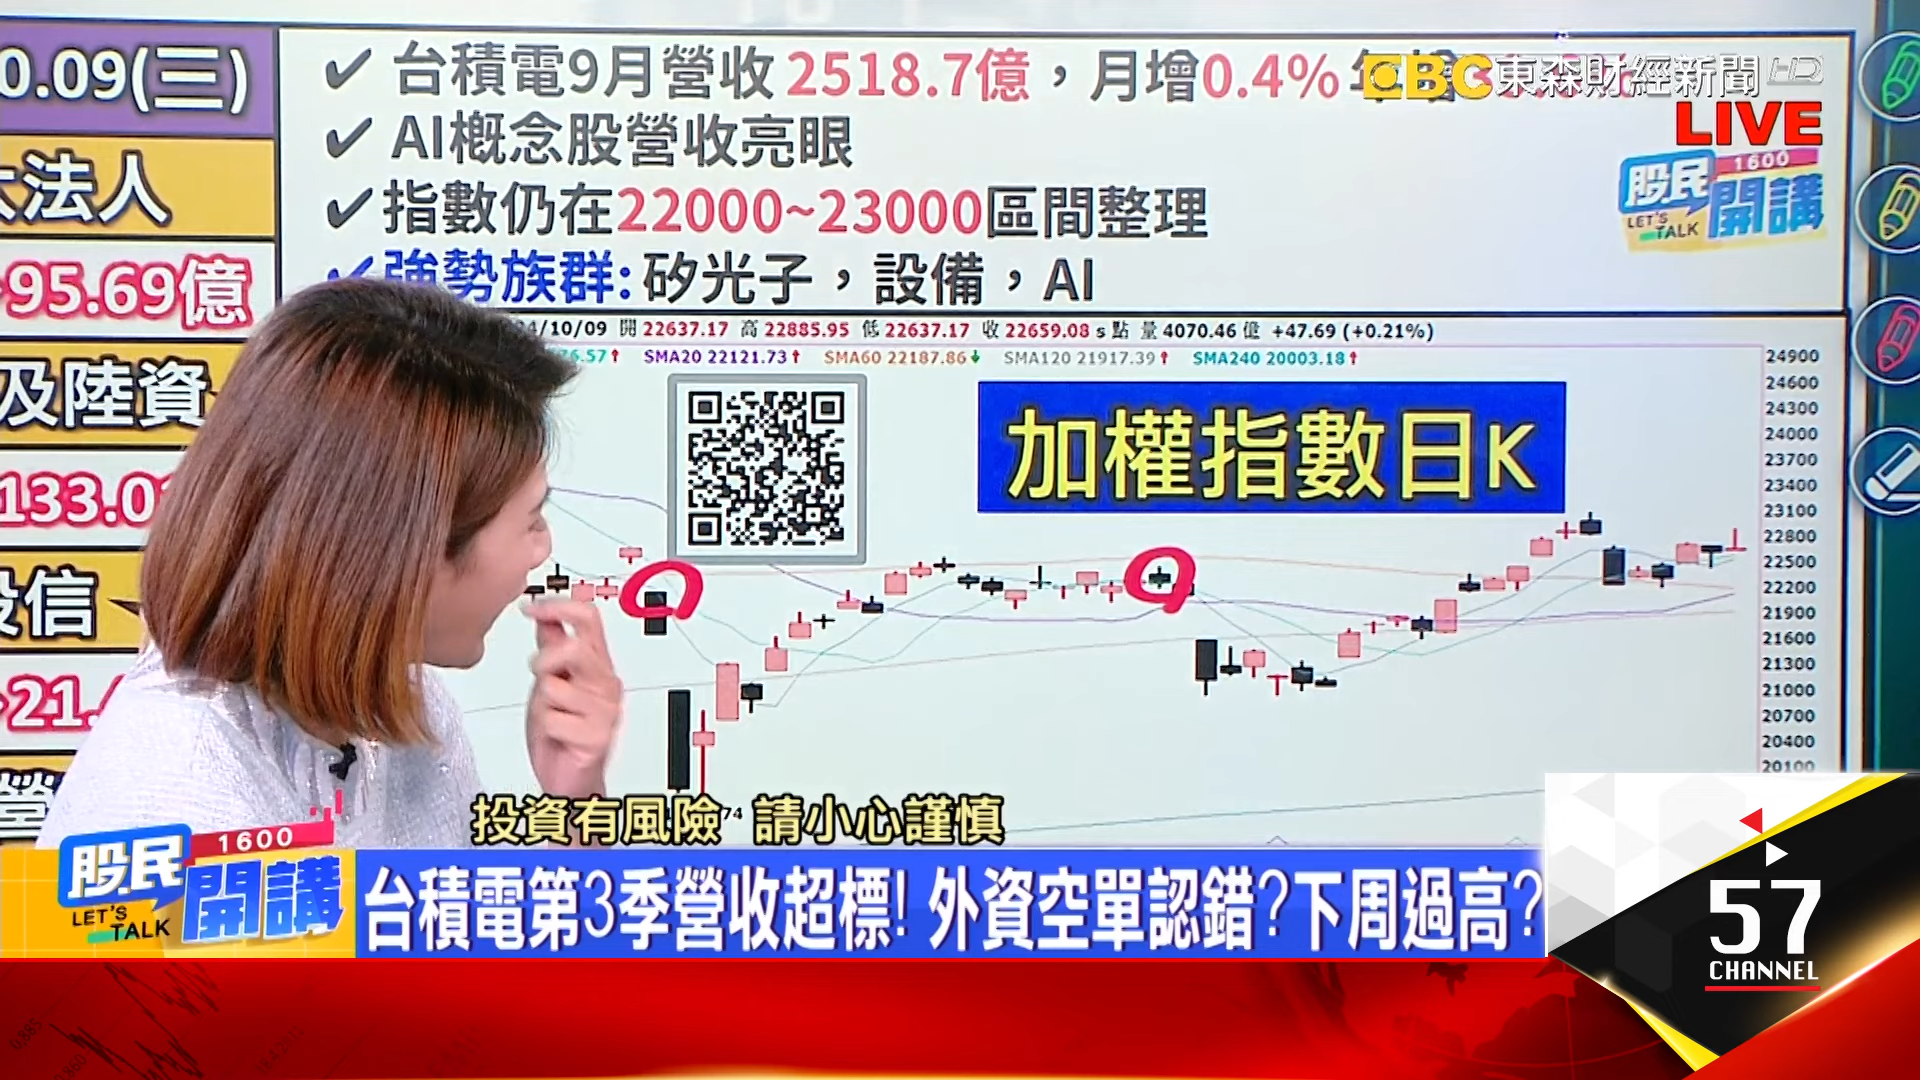 0.09(三)
大法人
95.69億
及陸資
133.0
投信
21.
營
✓ 台積電9月營收2518.7億，月增0.4% 年增
✓ AI概念股營收亮眼
✓ 指數仍在22000~23000區間整理
✓ 強勢族群:矽光子，設備，AI
EBC東森財經新聞 HD
LIVE
股民 1600
LET'S TALK 開講
4/10/09 開 22637.17 高 22885.95 低 22637.17 收 22659.08 s點 量 4070.46 億 +47.69 (+0.21%)
76.57↑ SMA20 22121.73↑ SMA60 22187.86↓ SMA120 21917.39↑ SMA240 20003.18↑
加權指數日K
24900
24600
24300
24000
23700
23400
23100
22800
22500
22200
21900
21600
21300
21000
20700
20400
20100
74
投資有風險 請小心謹慎
股民 1600
LET'S TALK 開講
台積電第3季營收超標! 外資空單認錯?下周過高?
57
CHANNEL